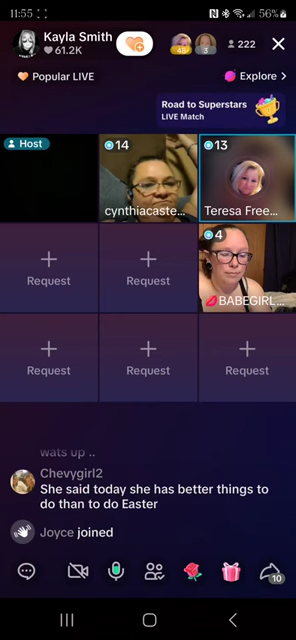 11:55
56%
Kayla Smith
61.2K
45
3
222
Popular LIVE
Explore >
Road to Superstars
LIVE Match
Host
14
13
cynthiacaste...
Teresa Free...
4
Request
Request
BABEGIRL...
Request
Request
Request
wats up ..
Chevygirl2
She said today she has better things to
do than to do Easter
Joyce joined
10